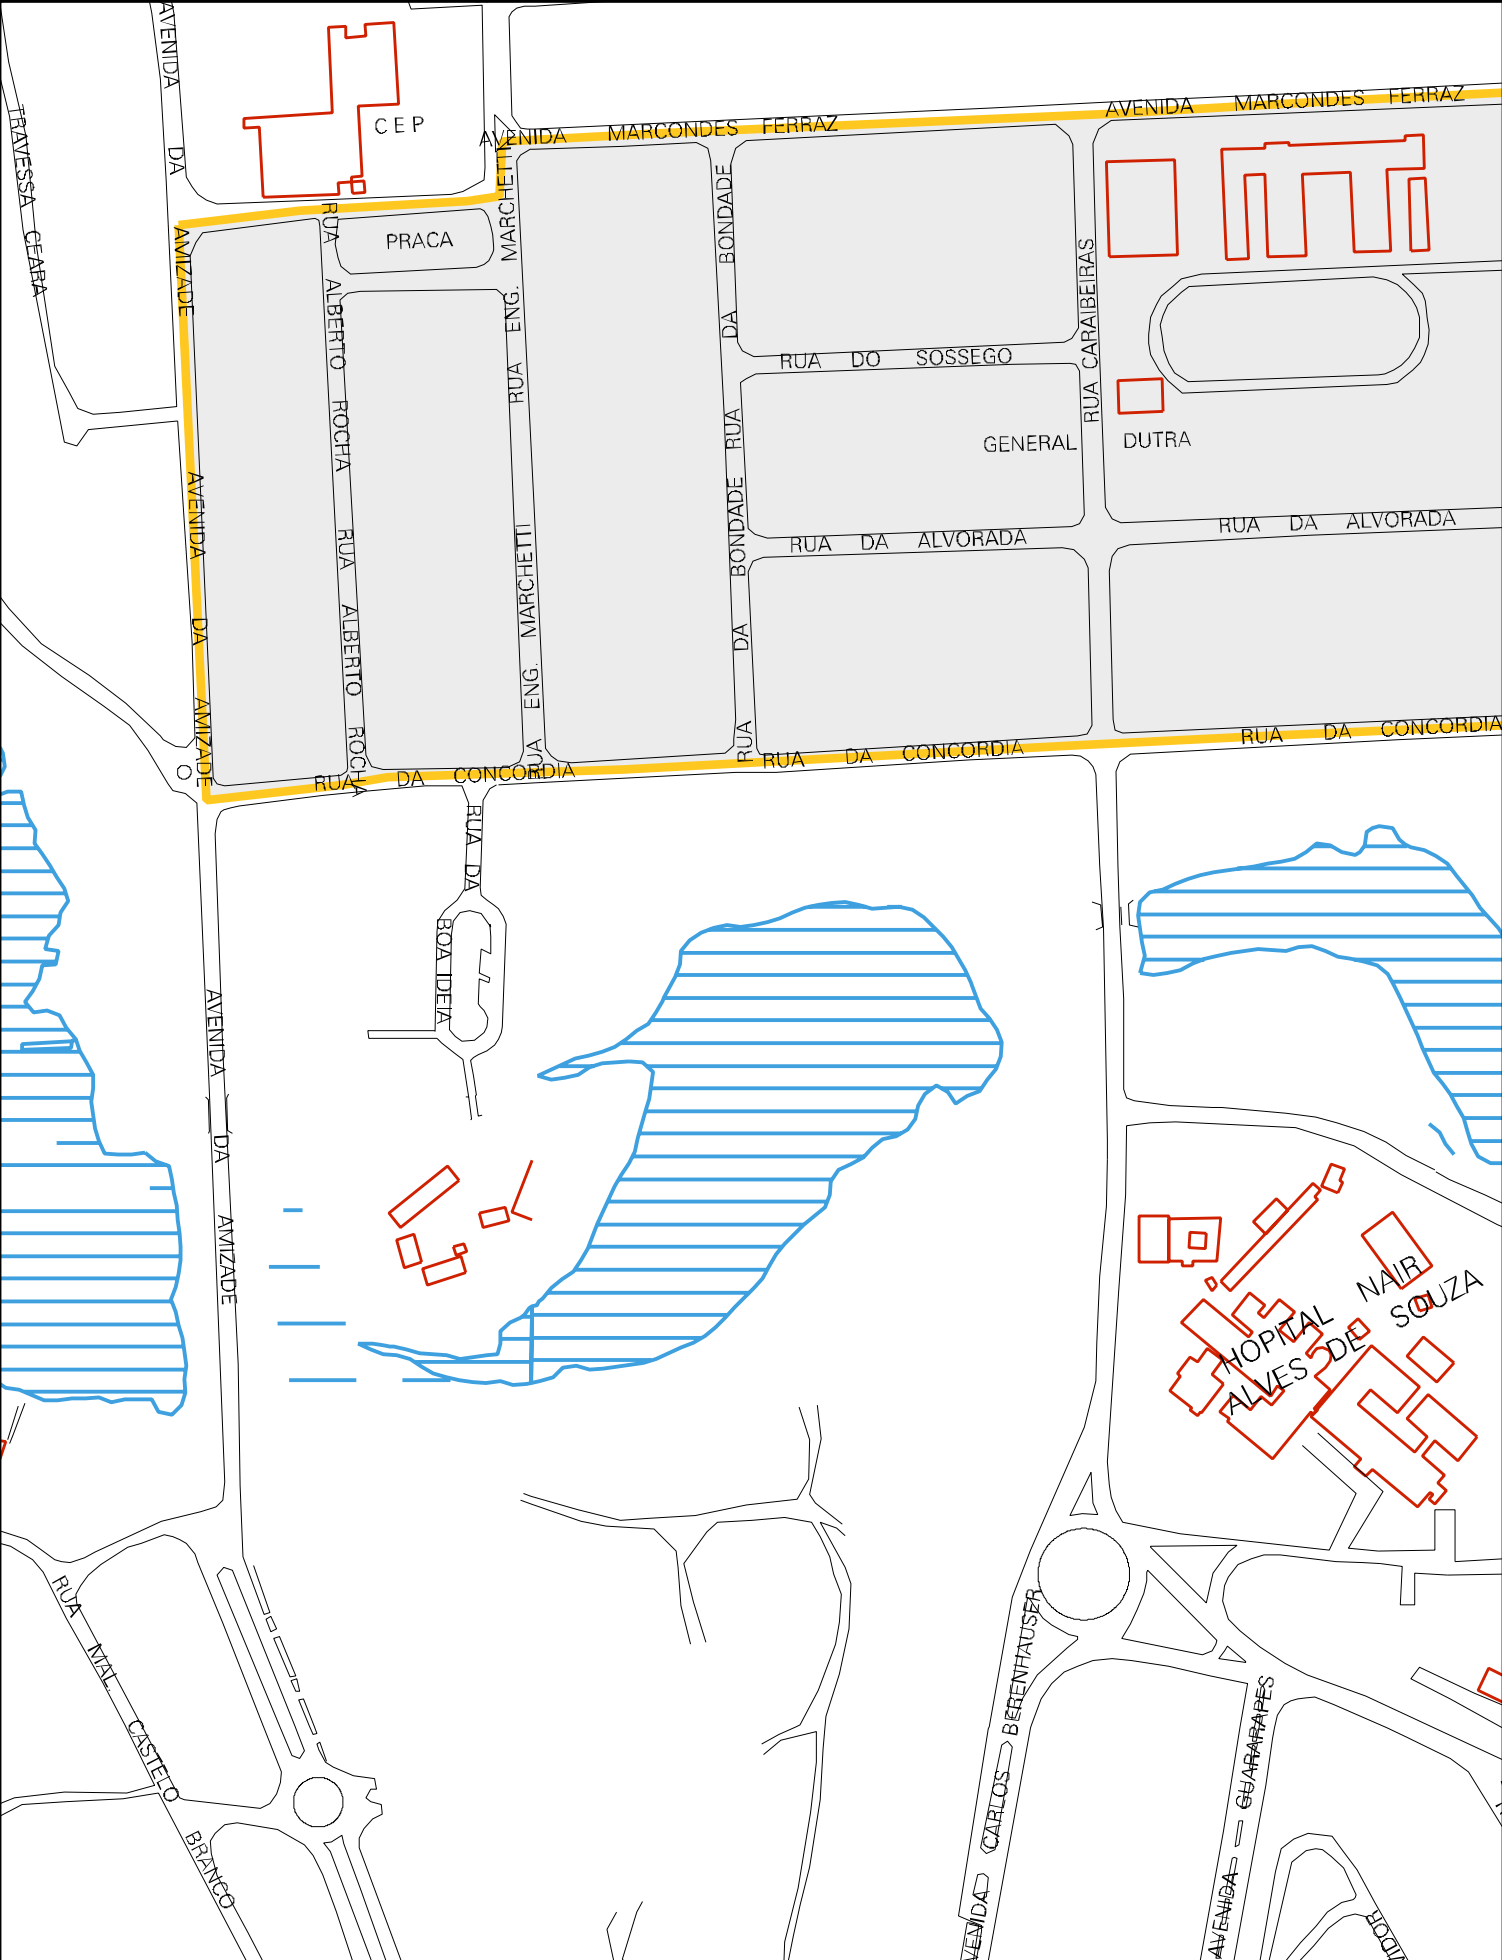 AVENIDA DA AMIZADE
TRAVESSA CEARA
CEP
AVENIDA MARCONDES FERRAZ
AVENIDA MARCONDES FERRAZ
RUA ALBERTO ROCHA
PRACA
RUA ENG. MARCHETTI
RUA DA BONDADE
RUA CARAIBEIRAS
RUA DO SOSSEGO
GENERAL DUTRA
AVENIDA DA AMIZADE
RUA ALBERTO ROCHA
RUA ENG. MARCHETTI
RUA DA BONDADE
RUA DA ALVORADA
RUA DA ALVORADA
RUA DA CONCORDIA
RUA DA CONCORDIA
RUA DA CONCORDIA
RUA DA BOA IDEIA
AVENIDA DA AMIZADE
HOPITAL NAIR
ALVES DE SOUZA
RUA MAL. CASTELO BRANCO
VENIDA CARLOS BERENHAUSER
AVENIDA GUARARAPES
IDOR